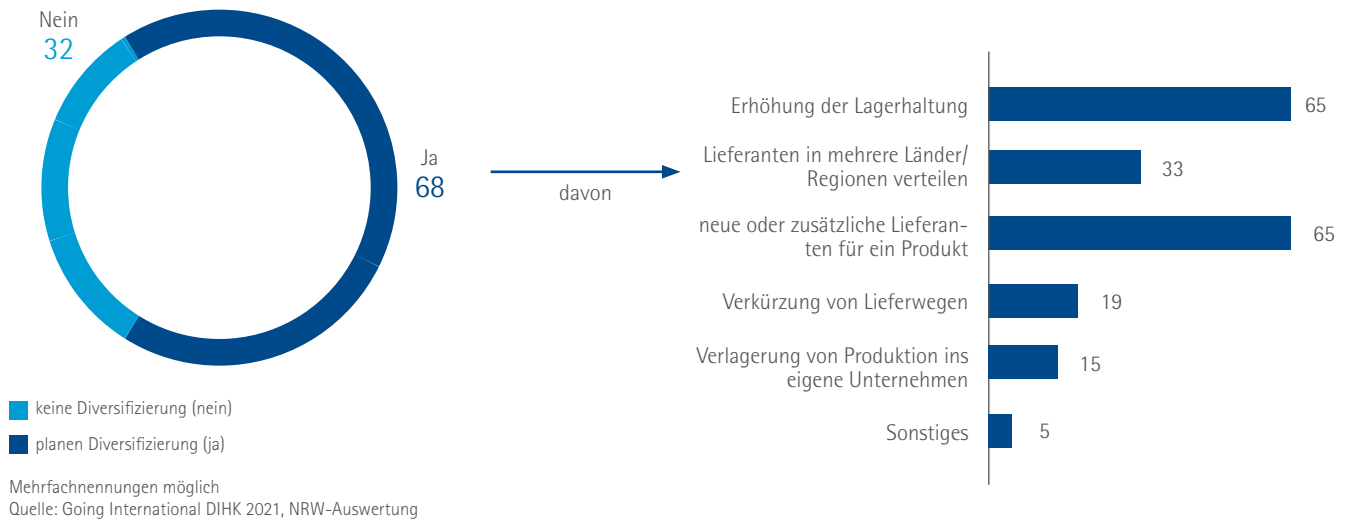 Nein
32
Ja
68
davon
Erhöhung der Lagerhaltung
65
Lieferanten in mehrere Länder/
Regionen verteilen
33
neue oder zusätzliche Lieferan-
ten für ein Produkt
65
Verkürzung von Lieferwegen
19
Verlagerung von Produktion ins
eigene Unternehmen
15
Sonstiges
5
keine Diversifizierung (nein)
planen Diversifizierung (ja)
Mehrfachnennungen möglich
Quelle: Going International DIHK 2021, NRW-Auswertung